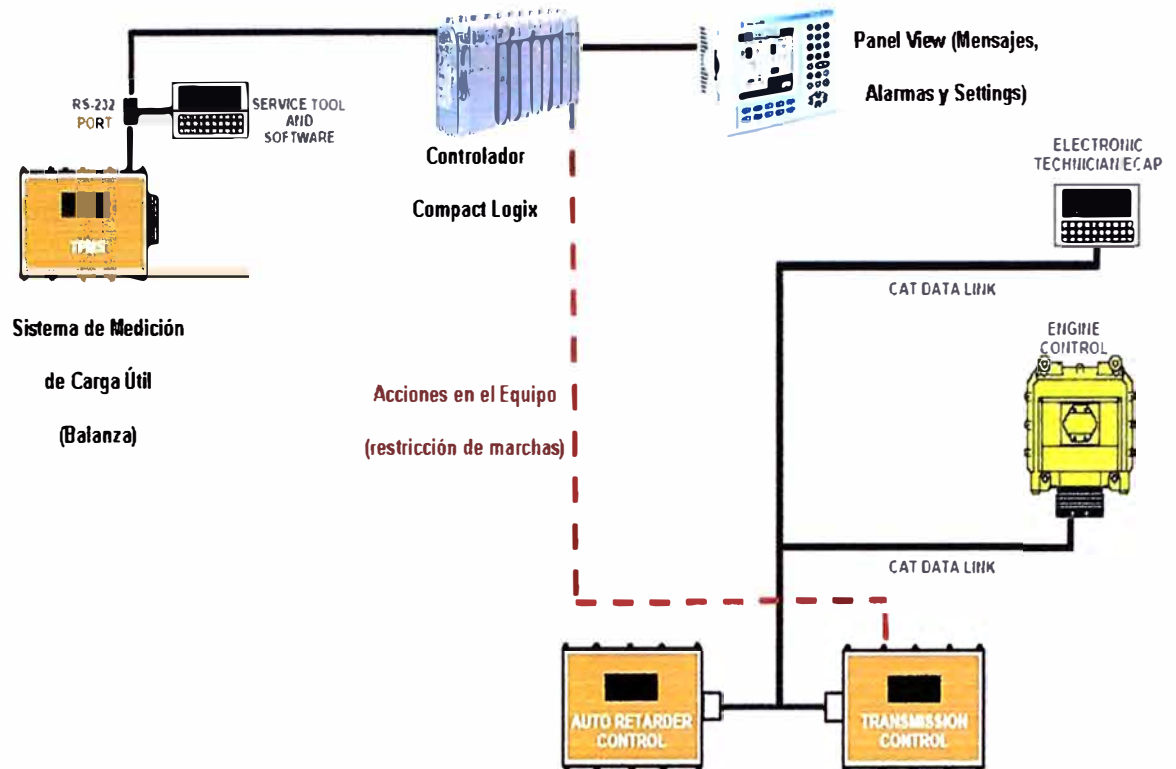 Panel View (Mensajes,
Alarmas y Settings)
RS-232
PORT
SERVICE TOOL
AND
SOFTWARE
Controlador
Compact Logix
ELECTRONIC
TECHNICIAN/ECAP
CAT DATA LINK
Sistema de Medición
de Carga Útil
(Balanza)
ENGINE
CONTROL
Acciones en el Equipo
(restricción de marchas)
CAT DATA LINK
AUTO RETARDER
CONTROL
TRANSMISSION
CONTROL